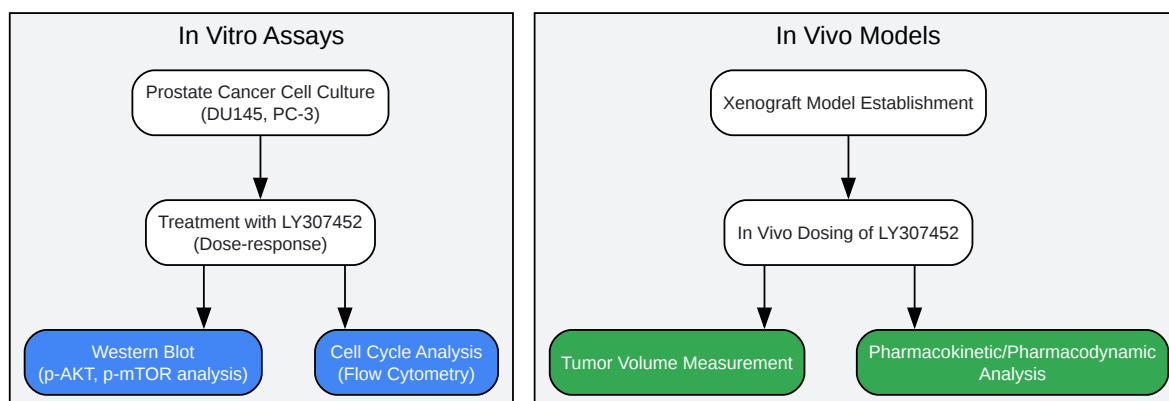 In Vitro Assays
Prostate Cancer Cell Culture
(DU145, PC-3)
Treatment with LY307452
(Dose-response)
Western Blot
(p-AKT, p-mTOR analysis)
Cell Cycle Analysis
(Flow Cytometry)
In Vivo Models
Xenograft Model Establishment
In Vivo Dosing of LY307452
Tumor Volume Measurement
Pharmacokinetic/Pharmacodynamic
Analysis